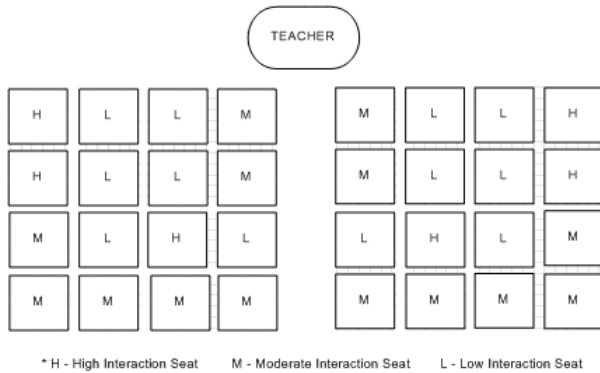 TEACHER
H L L M M L L H
H L L M M L L H
M L H L L H L M
M M M M M M M M
* H - High Interaction Seat M - Moderate Interaction Seat L - Low Interaction Seat